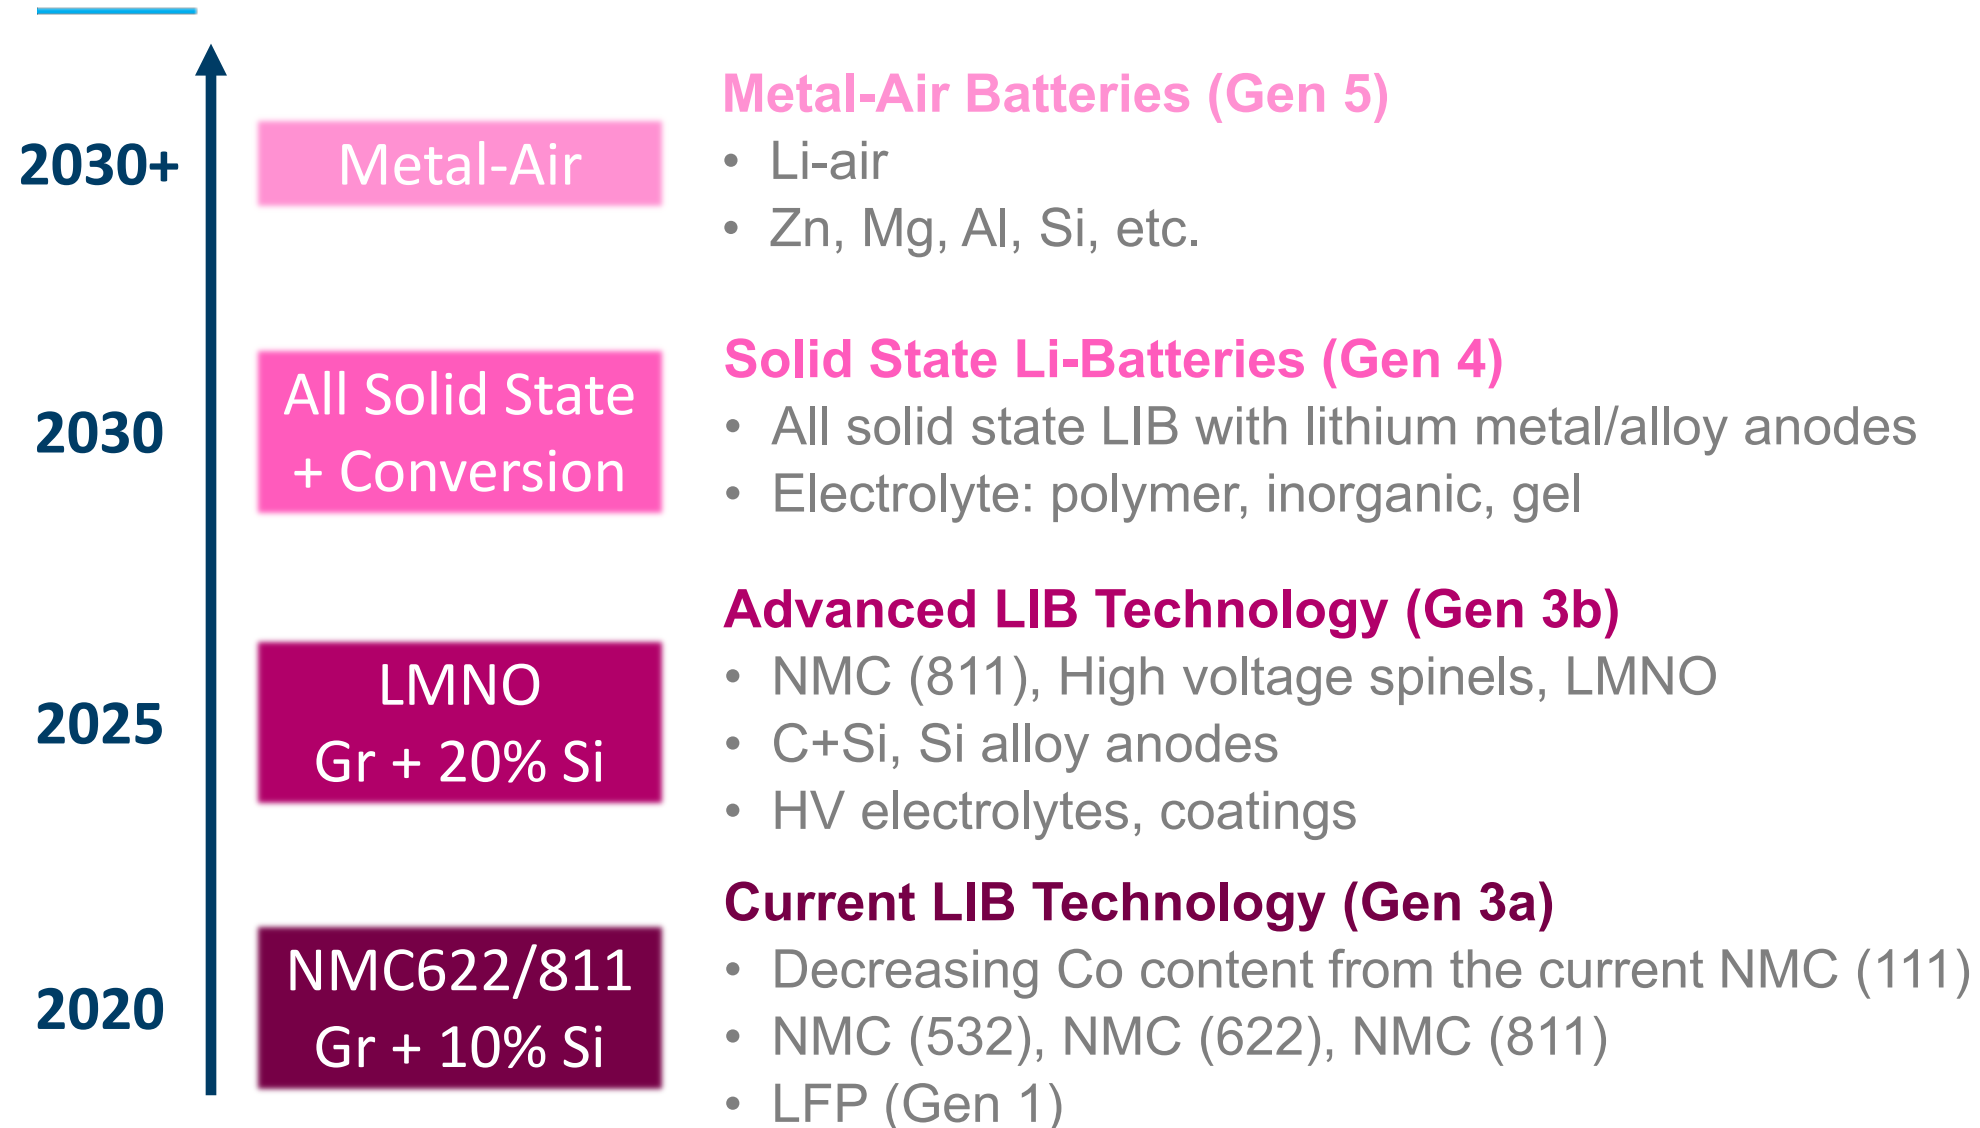 2030+
Metal-Air
Metal-Air Batteries (Gen 5)
• Li-air
• Zn, Mg, Al, Si, etc.
2030
All Solid State
+ Conversion
Solid State Li-Batteries (Gen 4)
• All solid state LIB with lithium metal/alloy anodes
• Electrolyte: polymer, inorganic, gel
2025
LMNO
Gr + 20% Si
Advanced LIB Technology (Gen 3b)
• NMC (811), High voltage spinels, LMNO
• C+Si, Si alloy anodes
• HV electrolytes, coatings
2020
NMC622/811
Gr + 10% Si
Current LIB Technology (Gen 3a)
• Decreasing Co content from the current NMC (111)
• NMC (532), NMC (622), NMC (811)
• LFP (Gen 1)